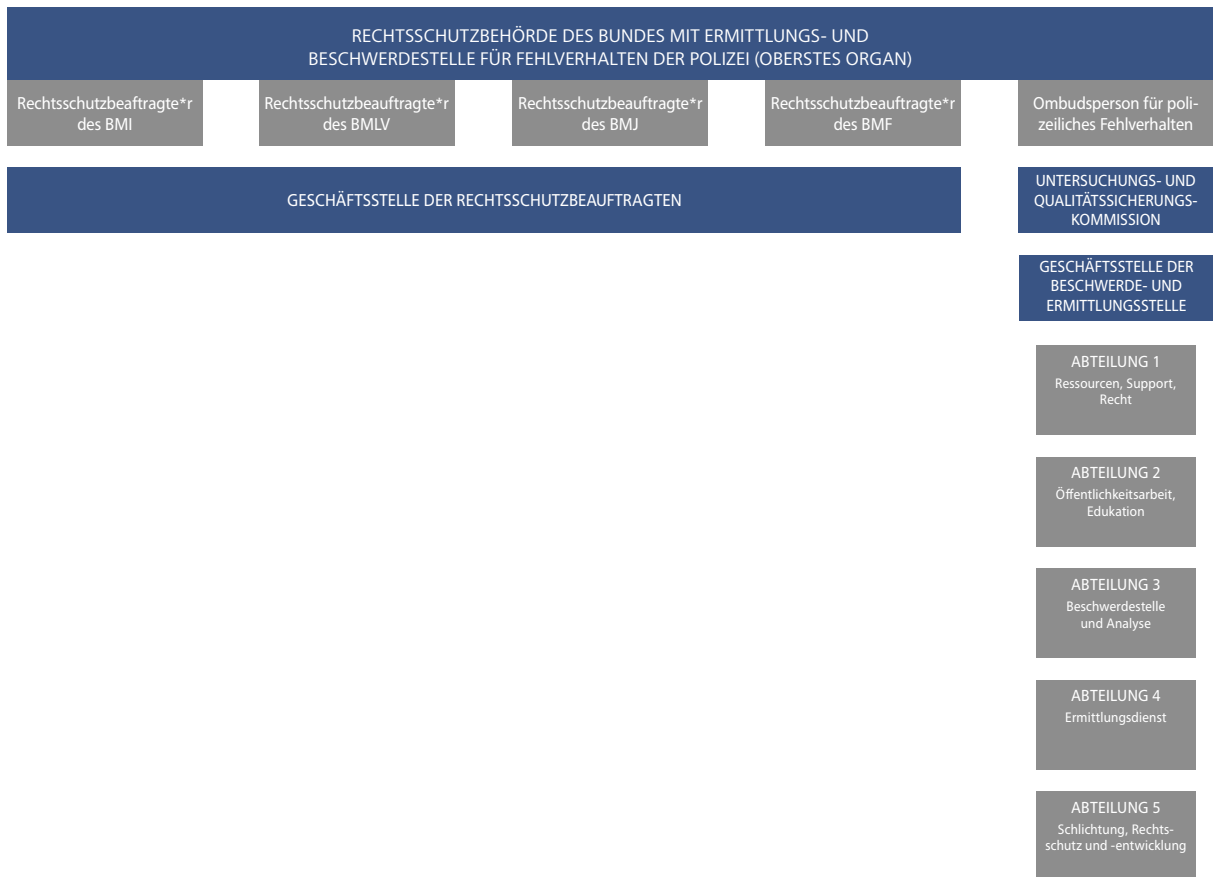 RECHTSSCHUTZBEHÖRDE DES BUNDES MIT ERMITTLUNGS- UND
BESCHWERDESTELLE FÜR FEHLVERHALTEN DER POLIZEI (OBERSTES ORGAN)
Rechtsschutzbeauftragte*r
des BMI
Rechtsschutzbeauftragte*r
des BMLV
Rechtsschutzbeauftragte*r
des BMJ
Rechtsschutzbeauftragte*r
des BMF
Ombudsperson für poli-
zeiliches Fehlverhalten
GESCHÄFTSSTELLE DER RECHTSSCHUTZBEAUFTRAGTEN
UNTERSUCHUNGS- UND
QUALITÄTSSICHERUNGS-
KOMMISSION
GESCHÄFTSSTELLE DER
BESCHWERDE- UND
ERMITTLUNGSSTELLE
ABTEILUNG 1
Ressourcen, Support,
Recht
ABTEILUNG 2
Öffentlichkeitsarbeit,
Edukation
ABTEILUNG 3
Beschwerdestelle
und Analyse
ABTEILUNG 4
Ermittlungsdienst
ABTEILUNG 5
Schlichtung, Rechts-
schutz und -entwicklung